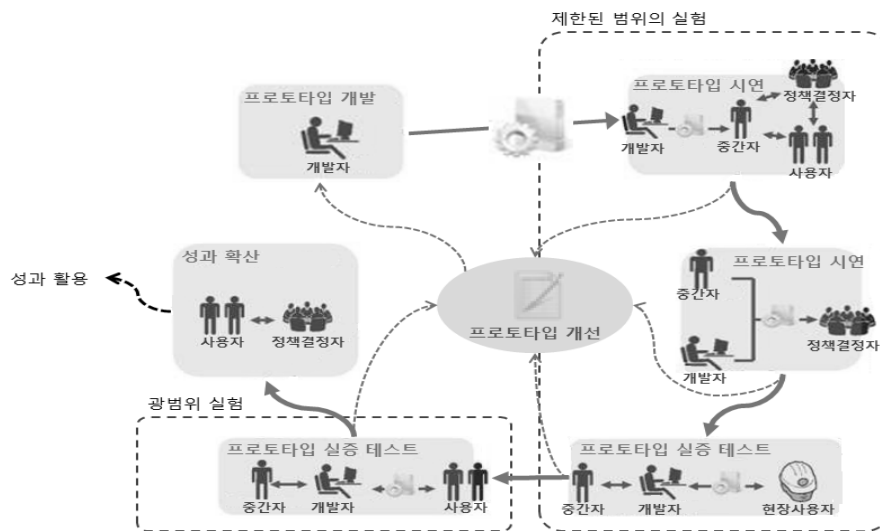 제한된 범위의 실험
프로토타입 개발
개발자
프로토타입 시연
정책결정자
개발자
중간자
사용자
성과 확산
사용자
정책결정자
성과 활용
프로토타입 개선
프로토타입 시연
중간자
개발자
정책결정자
광범위 실험
프로토타입 실증 테스트
중간자
개발자
사용자
프로토타입 실증 테스트
중간자
개발자
현장사용자